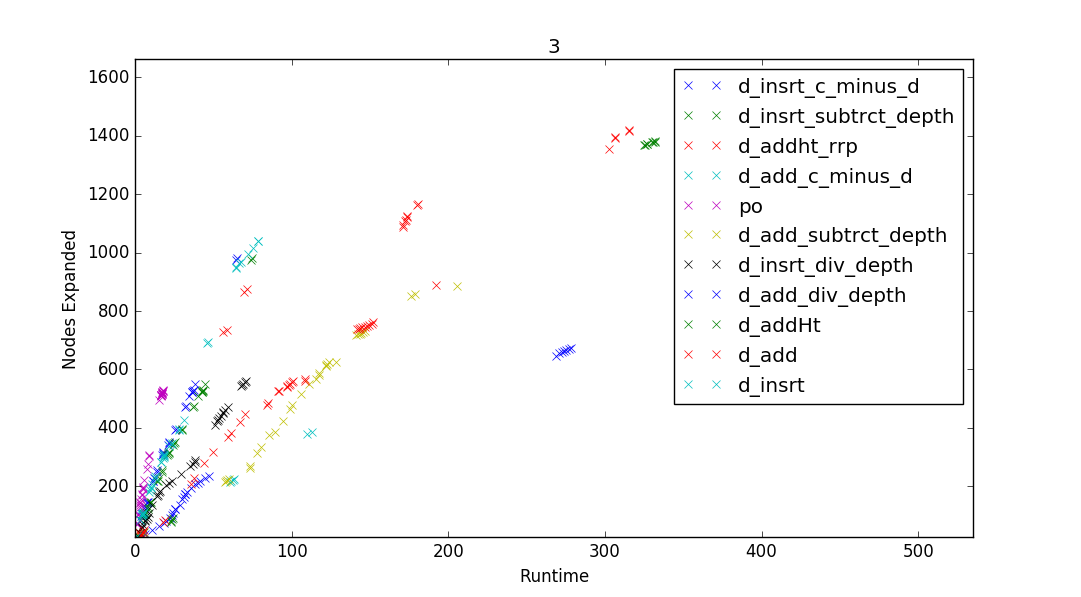 3
1600
1400
1200
1000
800
600
400
200
Nodes Expanded
0
100
200
300
400
500
Runtime
d_insrt_c_minus_d
d_insrt_subtrct_depth
d_addht_rrp
d_add_c_minus_d
po
d_add_subtrct_depth
d_insrt_div_depth
d_add_div_depth
d_addHt
d_add
d_insrt